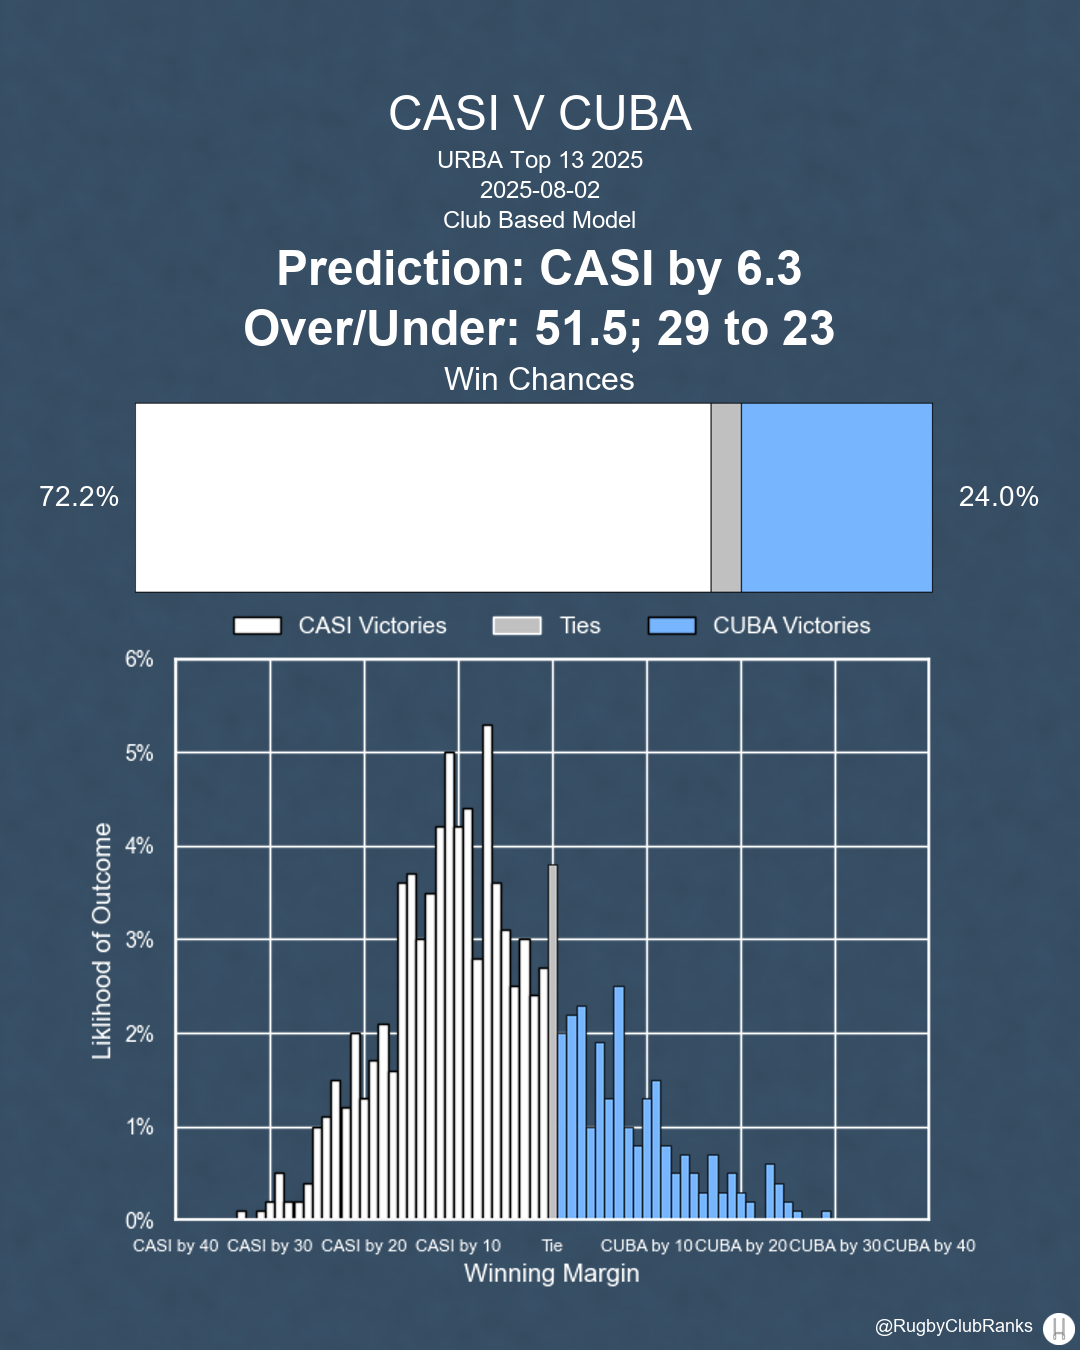 CASI V CUBA
URBA Top 13 2025
2025-08-02
Club Based Model
Prediction: CASI by 6.3
Over/Under: 51.5; 29 to 23
Win Chances
72.2%
24.0%
CASI Victories
Ties
CUBA Victories
6%
5%
4%
3%
2%
1%
0%
Liklihood of Outcome
CASI by 40
CASI by 30
CASI by 20
CASI by 10
Tie
CUBA by 10
CUBA by 20
CUBA by 30
CUBA by 40
Winning Margin
@RugbyClubRanks